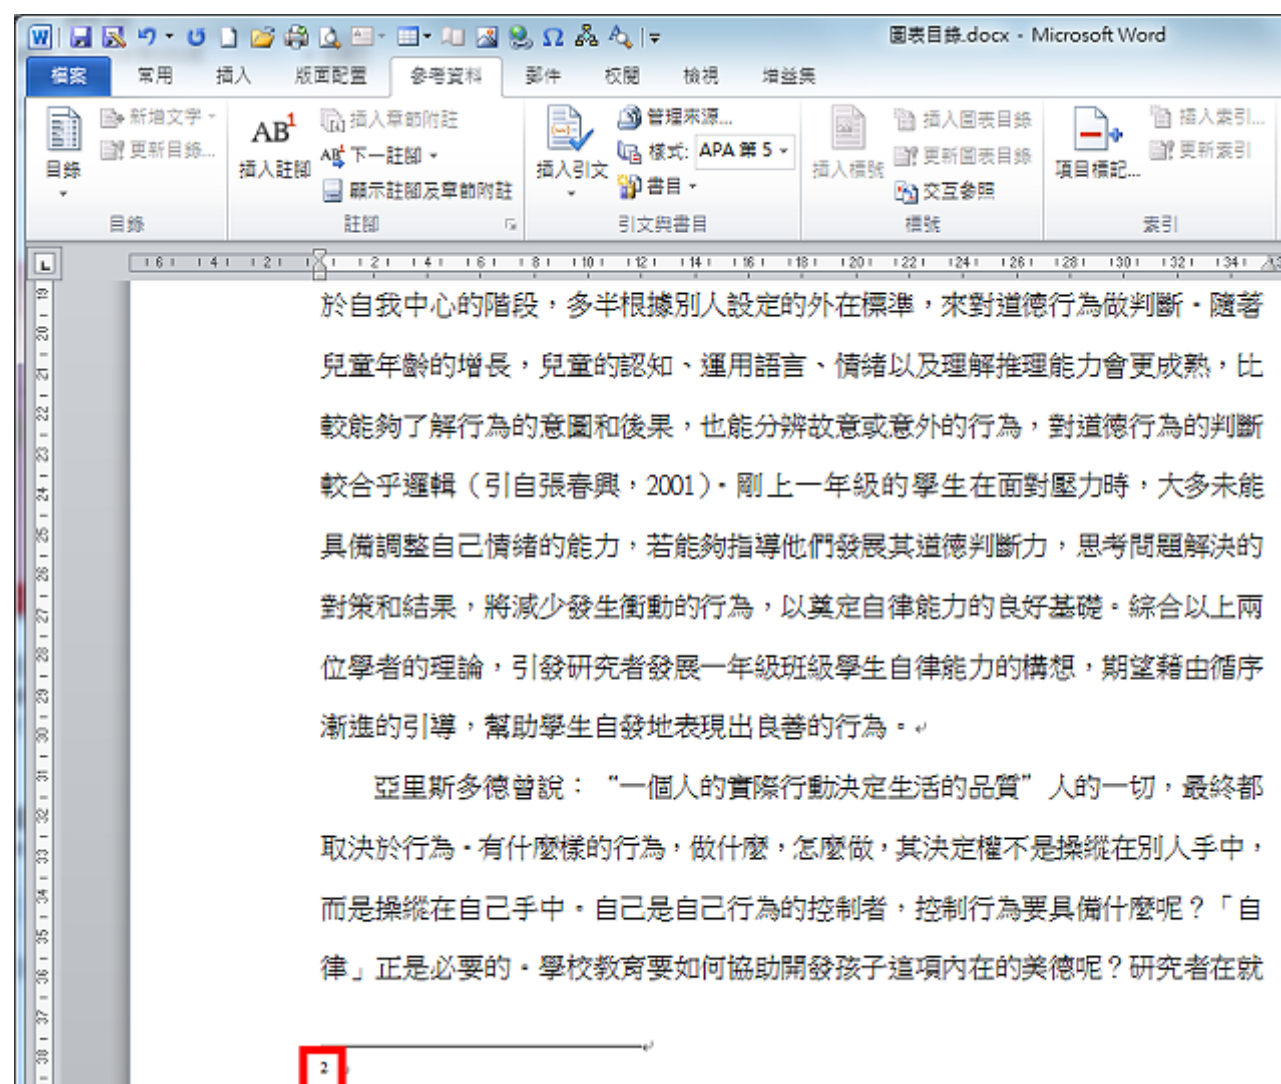 圖表目錄.docx - Microsoft Word
檔案 常用 插入 版面配置 參考資料 郵件 校閱 檢視 增益集
目錄
新增文字
更新目錄...
目錄
AB1
插入註腳
插入章節附註
AB 下一註腳
顯示註腳及章節附註
註腳
插入引文
管理來源...
樣式: APA 第 5
書目
引文與書目
插入標號
插入圖表目錄
更新圖表目錄
交互參照
標號
項目標記...
插入索引...
更新索引
索引
於自我中心的階段，多半根據別人設定的外在標準，來對道德行為做判斷。隨著
兒童年齡的增長，兒童的認知、運用語言、情緒以及理解推理能力會更成熟，比
較能夠了解行為的意圖和後果，也能分辨故意或意外的行為，對道德行為的判斷
較合乎邏輯（引自張春興，2001）。剛上一年級的學生在面對壓力時，大多未能
具備調整自己情緒的能力，若能夠指導他們發展其道德判斷力，思考問題解決的
對策和結果，將減少發生衝動的行為，以奠定自律能力的良好基礎。綜合以上兩
位學者的理論，引發研究者發展一年級班級學生自律能力的構想，期望藉由循序
漸進的引導，幫助學生自發地表現出良善的行為。
亞里斯多德曾說：“一個人的實際行動決定生活的品質”人的一切，最終都
取決於行為。有什麼樣的行為，做什麼，怎麼做，其決定權不是操縱在別人手中，
而是操縱在自己手中。自己是自己行為的控制者，控制行為要具備什麼呢？「自
律」正是必要的。學校教育要如何協助開發孩子這項內在的美德呢？研究者在就
2